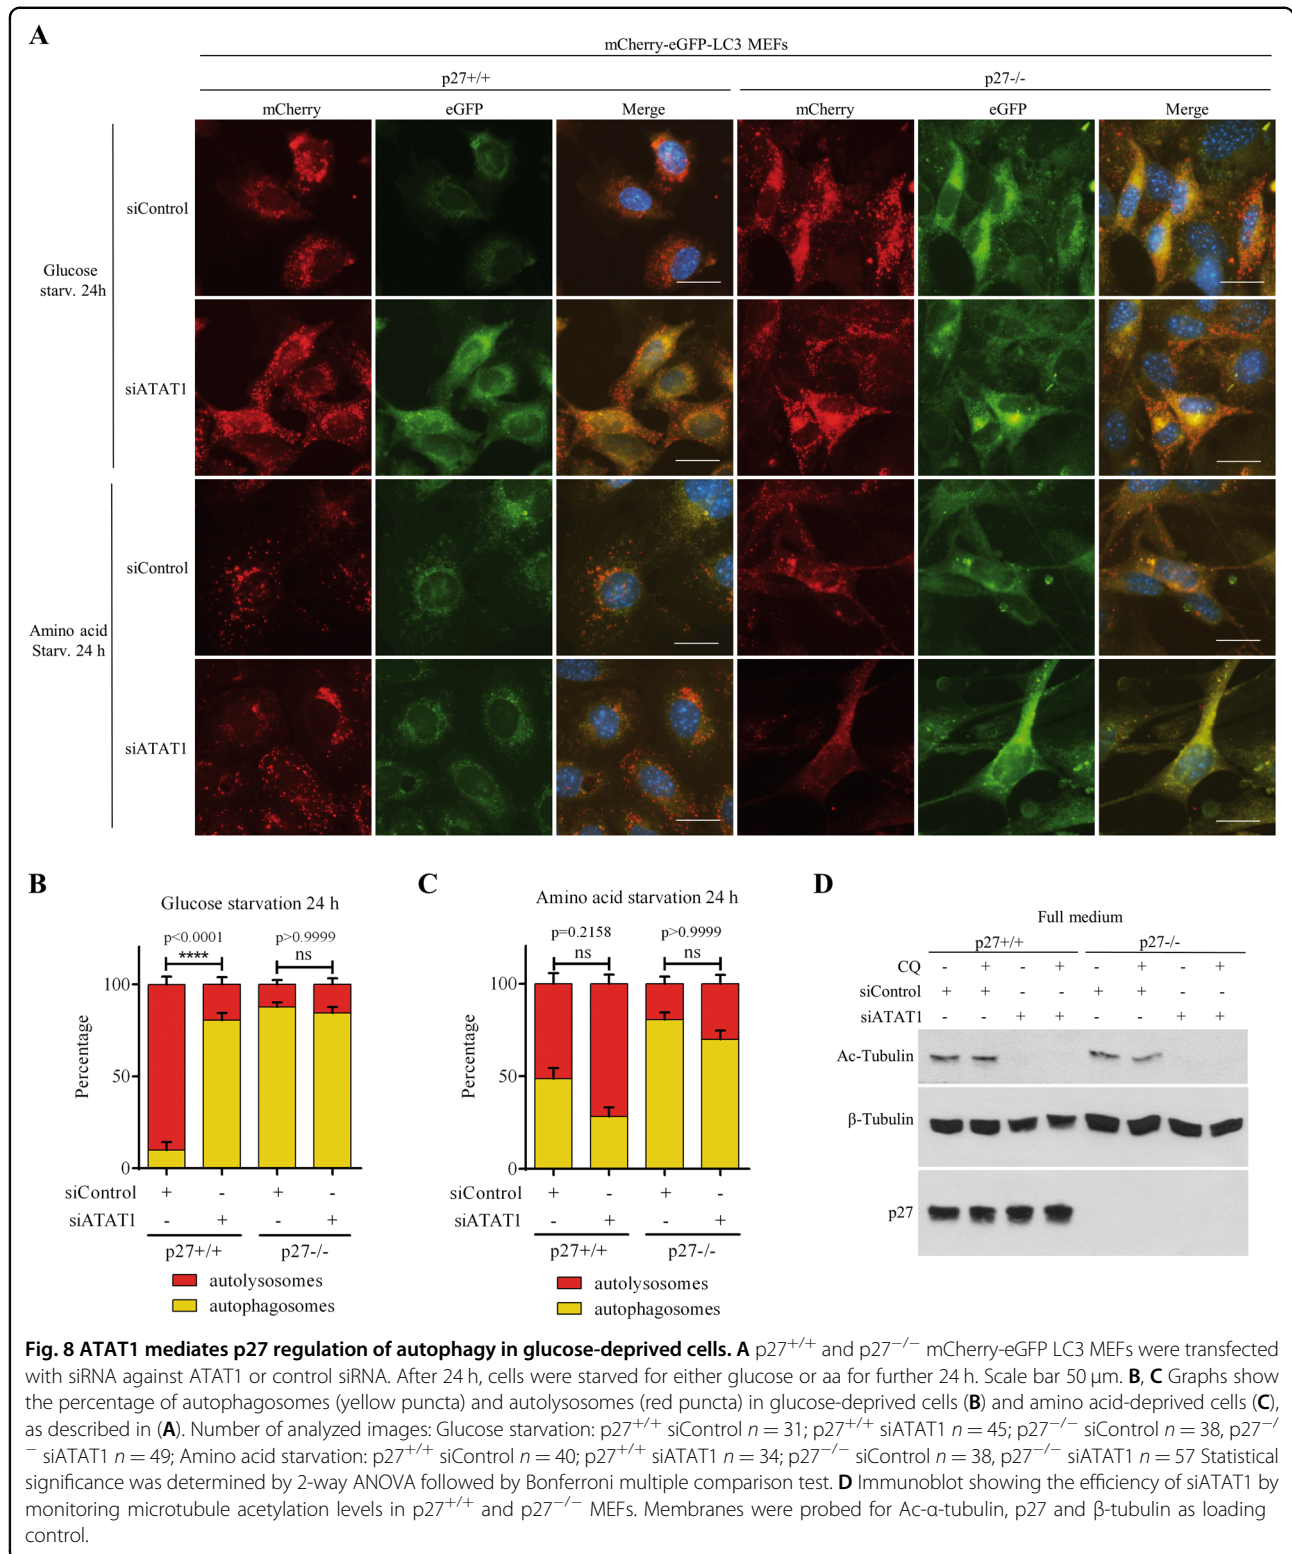 A
mCherry-eGFP-LC3 MEFs
p27+/+ p27-/-
mCherry eGFP Merge mCherry eGFP Merge
siControl
Glucose
starv. 24h
siATAT1
siControl
Amino acid
Starv. 24 h
siATAT1
B
Glucose starvation 24 h
p<0.0001 p>0.9999
**** ns
100
50
0
Percentage
siControl + - + -
siATAT1 - + - +
p27+/+ p27-/-
autolysosomes
autophagosomes
C
Amino acid starvation 24 h
p=0.2158 p>0.9999
ns ns
100
50
0
Percentage
siControl + - + -
siATAT1 - + - +
p27+/+ p27-/-
autolysosomes
autophagosomes
D
Full medium
p27+/+ p27-/-
CQ - + - + - + - +
siControl + + - - + + - -
siATAT1 - - + + - - + +
Ac-Tubulin
β-Tubulin
p27
Fig. 8 ATAT1 mediates p27 regulation of autophagy in glucose-deprived cells. A p27+/+ and p27−/− mCherry-eGFP LC3 MEFs were transfected
with siRNA against ATAT1 or control siRNA. After 24 h, cells were starved for either glucose or aa for further 24 h. Scale bar 50 µm. B, C Graphs show
the percentage of autophagosomes (yellow puncta) and autolysosomes (red puncta) in glucose-deprived cells (B) and amino acid-deprived cells (C),
as described in (A). Number of analyzed images: Glucose starvation: p27+/+ siControl n = 31; p27+/+ siATAT1 n = 45; p27−/− siControl n = 38, p27−/
− siATAT1 n = 49; Amino acid starvation: p27+/+ siControl n = 40; p27+/+ siATAT1 n = 34; p27−/− siControl n = 38, p27−/− siATAT1 n = 57 Statistical
significance was determined by 2-way ANOVA followed by Bonferroni multiple comparison test. D Immunoblot showing the efficiency of siATAT1 by
monitoring microtubule acetylation levels in p27+/+ and p27−/− MEFs. Membranes were probed for Ac-α-tubulin, p27 and β-tubulin as loading
control.